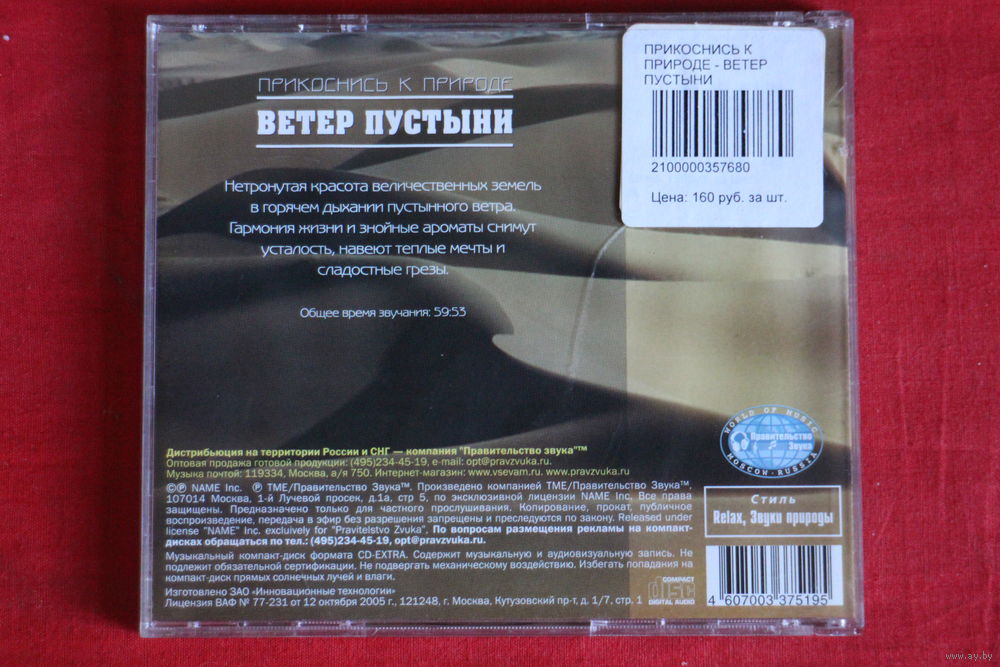 ПРИКОСНИСЬ К ПРИРОДЕ
ВЕТЕР ПУСТЫНИ
Нетронутая красота величественных земель
в горячем дыхании пустынного ветра.
Гармония жизни и знойные ароматы снимут
усталость, навеют теплые мечты и
сладостные грезы.
Общее время звучания: 59:53
ПРИКОСНИСЬ К
ПРИРОДЕ - ВЕТЕР
ПУСТЫНИ
2100000357680
Цена: 160 руб. за шт.
Дистрибьюция на территории России и СНГ — компания "Правительство звука"™
Оптовая продажа готовой продукции: (495)234-45-19, e-mail: opt@pravzvuka.ru.
Музыка почтой: 119334, Москва, а/я 750. Интернет-магазин: www.vsevam.ru, www.pravzvuka.ru
©℗ NAME Inc. ℗ TME/Правительство Звука™. Произведено компанией TME/Правительство Звука™,
107014 Москва, 1-й Лучевой просек, д.1а, стр 5, по эксклюзивной лицензии NAME Inc. Все права
защищены. Предназначено только для частного прослушивания. Копирование, прокат, публичное
воспроизведение, передача в эфир без разрешения запрещены и преследуются по закону. Released under
license "NAME" Inc. excluively for "Pravitelstvo Zvuka". По вопросам размещения рекламы на компакт-
дисках обращаться по тел.: (495)234-45-19, opt@pravzvuka.ru.
Музыкальный компакт-диск формата CD-EXTRA. Содержит музыкальную и аудиовизуальную запись. Не
подлежит обязательной сертификации. Не подвергать механическому воздействию. Избегать попадания на
компакт-диск прямых солнечных лучей и влаги.
Изготовлено ЗАО «Инновационные технологии»
Лицензия ВАФ № 77-231 от 12 октября 2005 г., 121248, г. Москва, Кутузовский пр-т, д. 1/7, стр. 1
WORLD OF MUSIC
Правительство
Звука
MOSCOW-RUSSIA
Стиль
Relax, Звуки природы
COMPACT
disc
DIGITAL AUDIO
4 607003 375195
www.ay.by